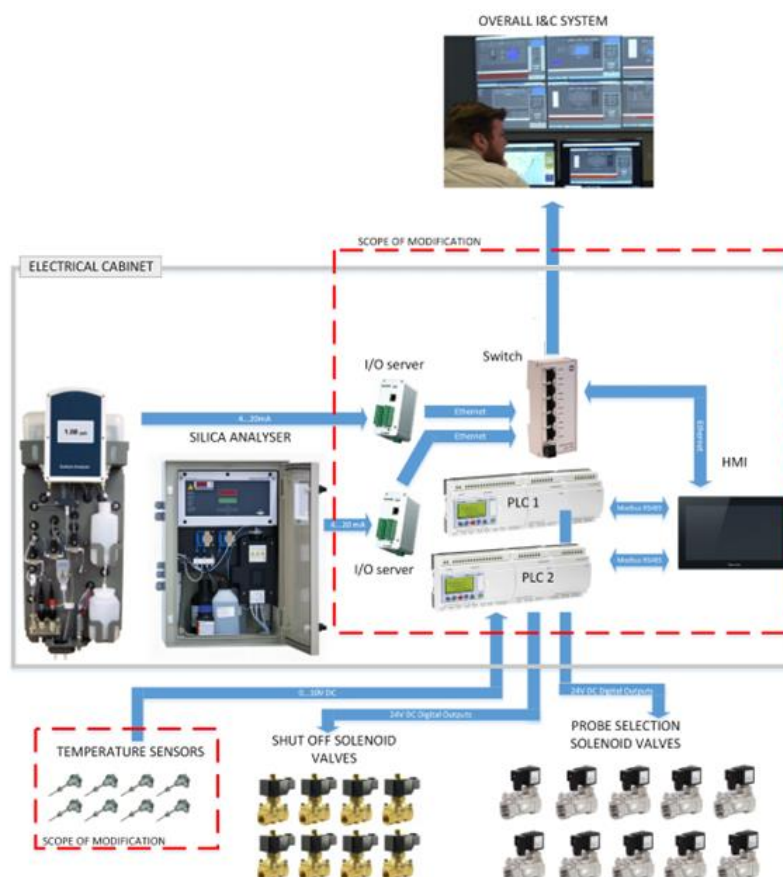 OVERALL I&C SYSTEM
SCOPE OF MODIFICATION
ELECTRICAL CABINET
I/O server
Switch
4...20mA
Ethernet
Ethernet
Ethernet
SILICA ANALYSER
HMI
PLC 1
Modbus RS485
4...20 mA
I/O server
PLC 2
Modbus RS485
0...10V DC
24V DC Digital Outputs
24V DC Digital Outputs
TEMPERATURE SENSORS
SCOPE OF MODIFICATION
SHUT OFF SOLENOID
VALVES
PROBE SELECTION
SOLENOID VALVES